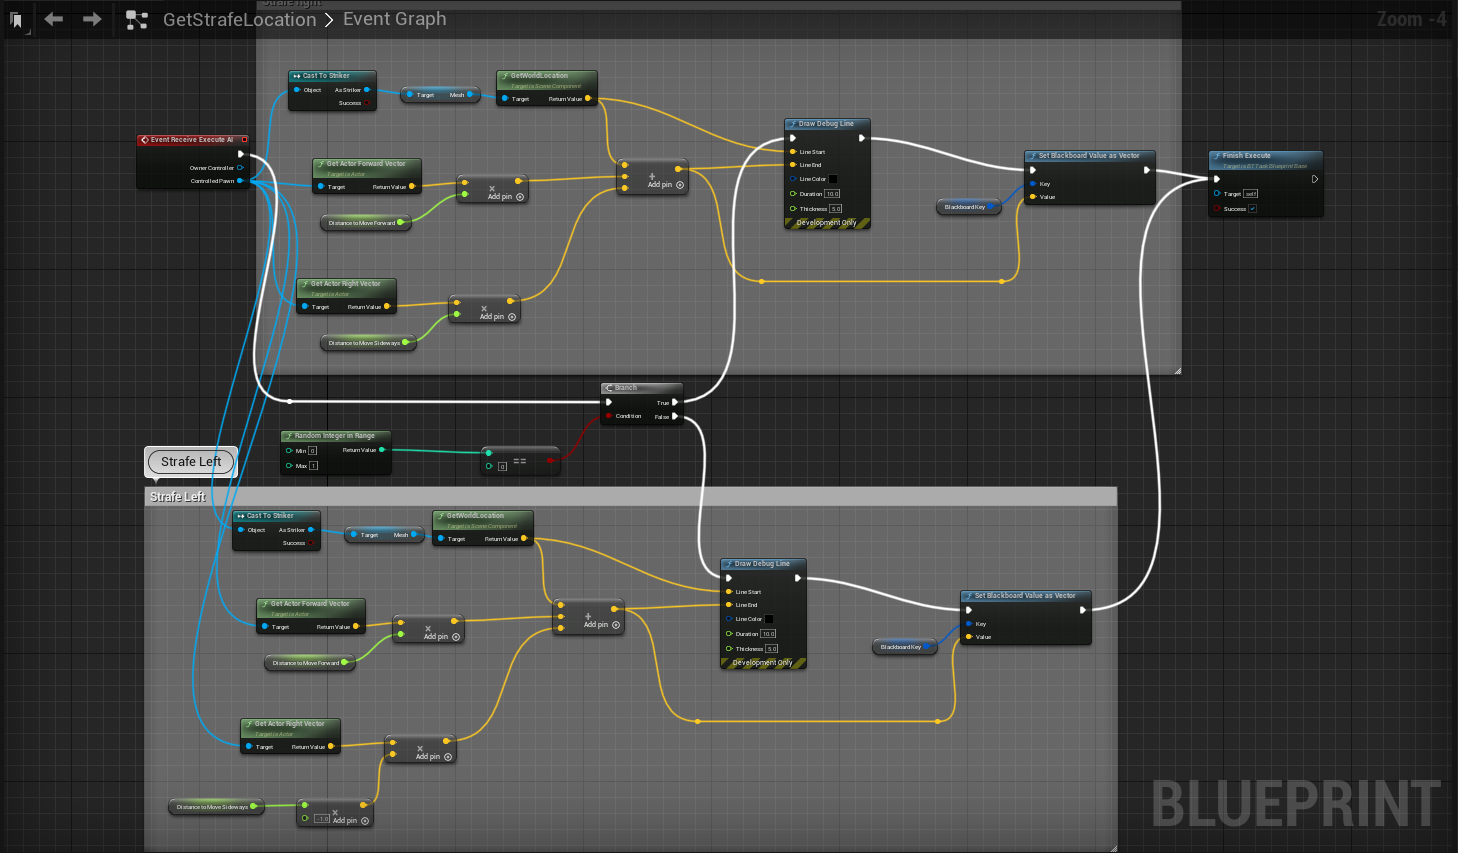 Strafe right
GetStrafeLocation > Event Graph
Zoom -4
Cast To Striker
Object As Striker
Success
Target Mesh
GetWorldLocation
Target is Scene Component
Target Return Value
Event Receive Execute AI
Owner Controller
Controlled Pawn
Get Actor Forward Vector
Target is Actor
Target Return Value
Distance to Move Forward
×
Add pin
+
Add pin
Draw Debug Line
Line Start
Line End
Line Color
Duration 10.0
Thickness 5.0
Development Only
Set Blackboard Value as Vector
Key
Value
Blackboard Key
Finish Execute
Target is BT Task Blueprint Base
Target self
Success
Get Actor Right Vector
Target is Actor
Target Return Value
Distance to Move Sideways
×
Add pin
Branch
True
Condition False
Random Integer in Range
Min 0 Return Value
Max 1
==
0
Strafe Left
Strafe Left
Cast To Striker
Object As Striker
Success
Target Mesh
GetWorldLocation
Target is Scene Component
Target Return Value
Get Actor Forward Vector
Target is Actor
Target Return Value
Distance to Move Forward
×
Add pin
+
Add pin
Draw Debug Line
Line Start
Line End
Line Color
Duration 10.0
Thickness 5.0
Development Only
Set Blackboard Value as Vector
Key
Value
Blackboard Key
Get Actor Right Vector
Target is Actor
Target Return Value
×
Add pin
Distance to Move Sideways
×
-1.0 Add pin
BLUEPRINT